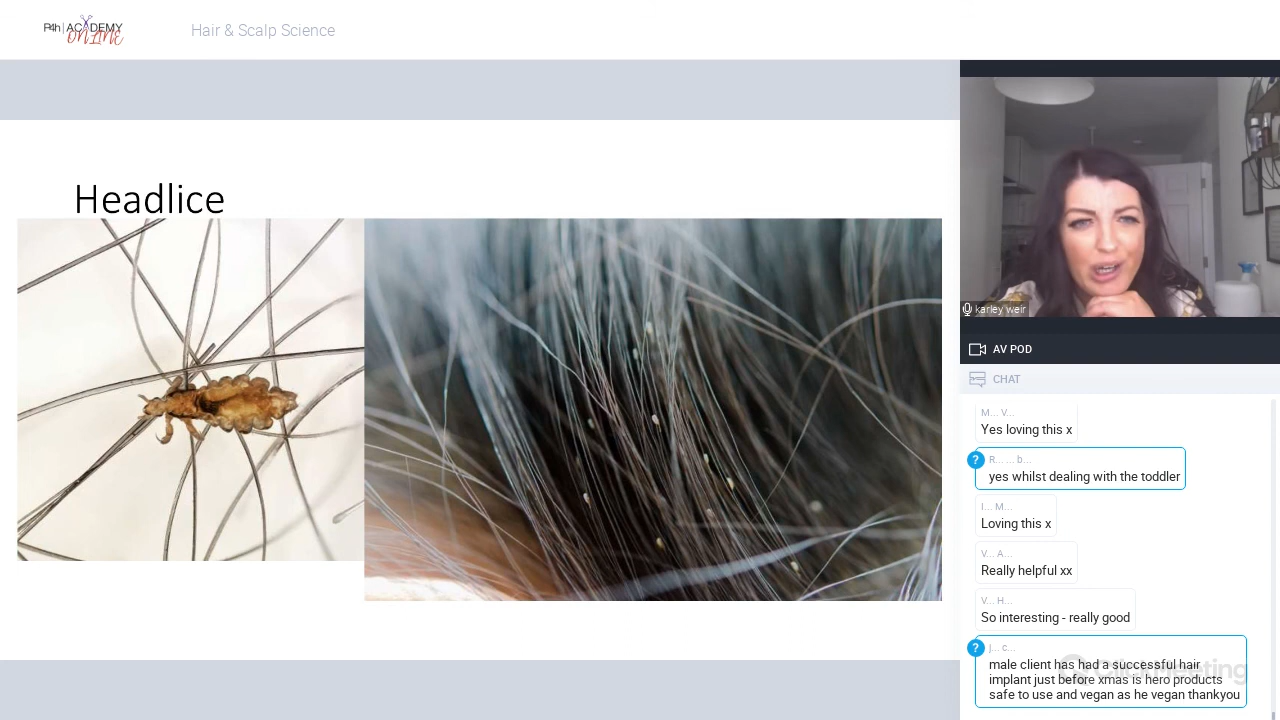 P4h | ACADEMY
ONLINE
Hair & Scalp Science
Headlice
karley weir
AV POD
CHAT
M... V...
Yes loving this x
?
R... ... b...
yes whilst dealing with the toddler
I... M...
Loving this x
V... A...
Really helpful xx
V... H...
So interesting - really good
?
j... c...
male client has had a successful hair
implant just before xmas is hero products
safe to use and vegan as he vegan thankyou
ClickMeeting